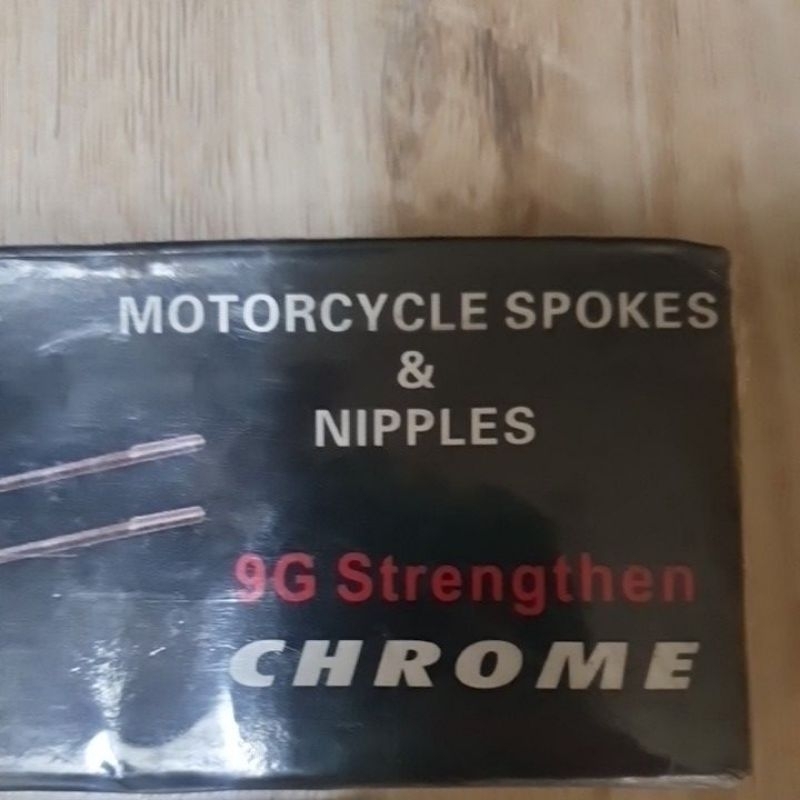 MOTORCYCLE SPOKES
&
NIPPLES
9G Strengthen
CHROME